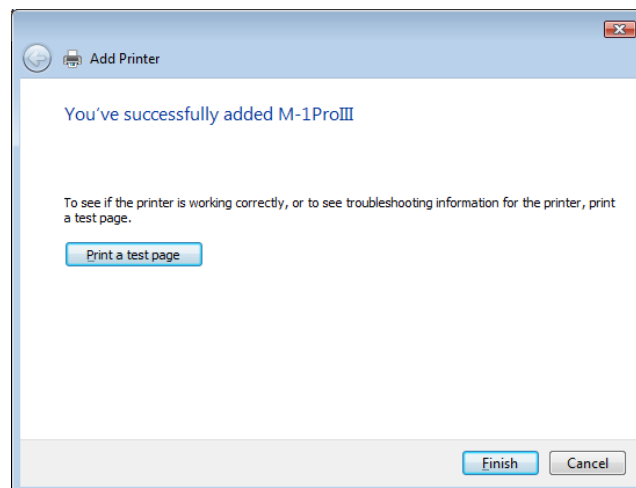 Add Printer
You've successfully added M-1ProⅢ
To see if the printer is working correctly, or to see troubleshooting information for the printer, print
a test page.
Print a test page
Finish
Cancel